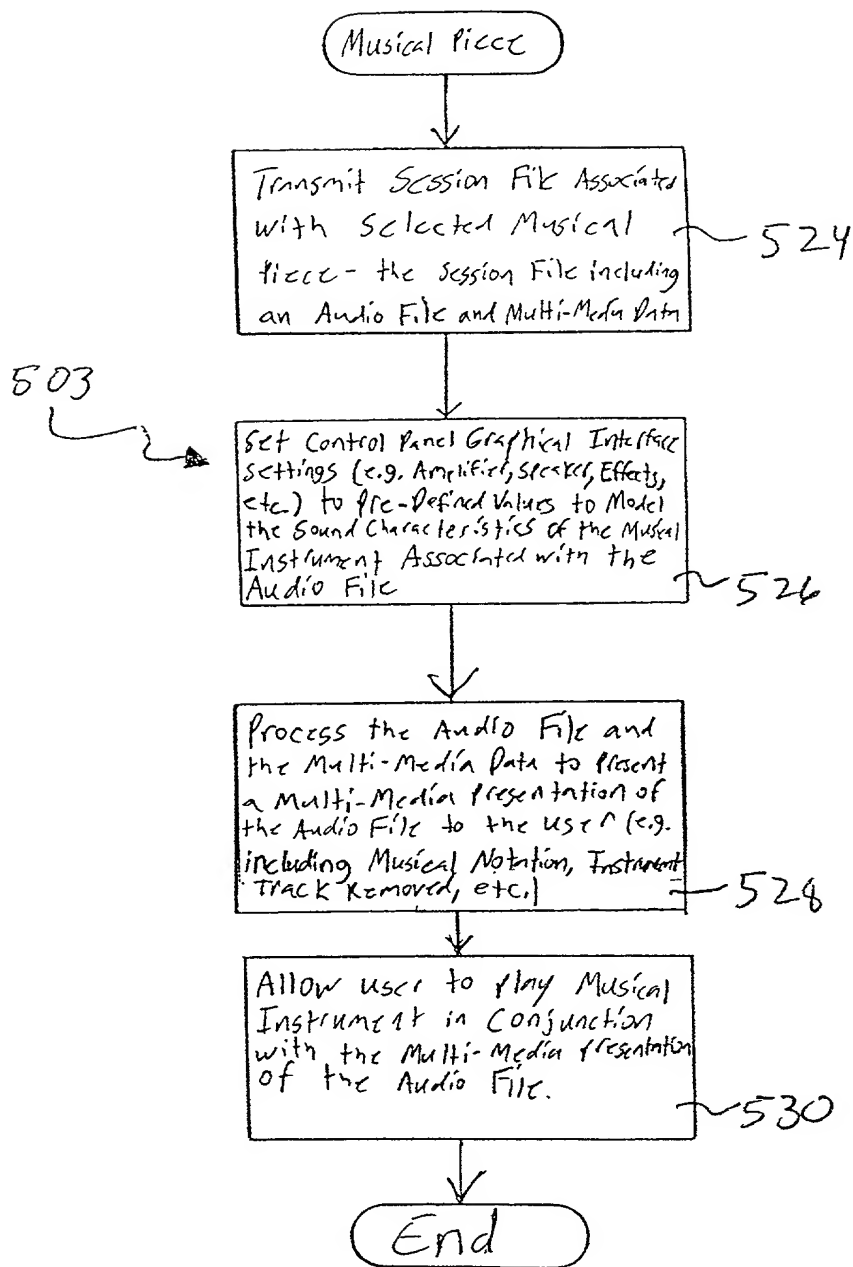 Musical Piece
Transmit Session File Associated
with Selected Musical
Piece - the Session File including
an Audio File and Multi-Media Data
524
503
Set Control Panel Graphical Interface
Settings (e.g. Amplifier, Speaker, Effects,
etc.) to Pre-Defined Values to Model
the Sound Characteristics of the Musical
Instrument Associated with the
Audio File
526
Process the Audio File and
the Multi-Media Data to Present
a Multi-Media Presentation of
the Audio File to the user (e.g.
including Musical Notation, Instrument
Track Removed, etc.)
528
Allow user to play Musical
Instrument in Conjunction
with the Multi-Media presentation
of the Audio File.
530
End